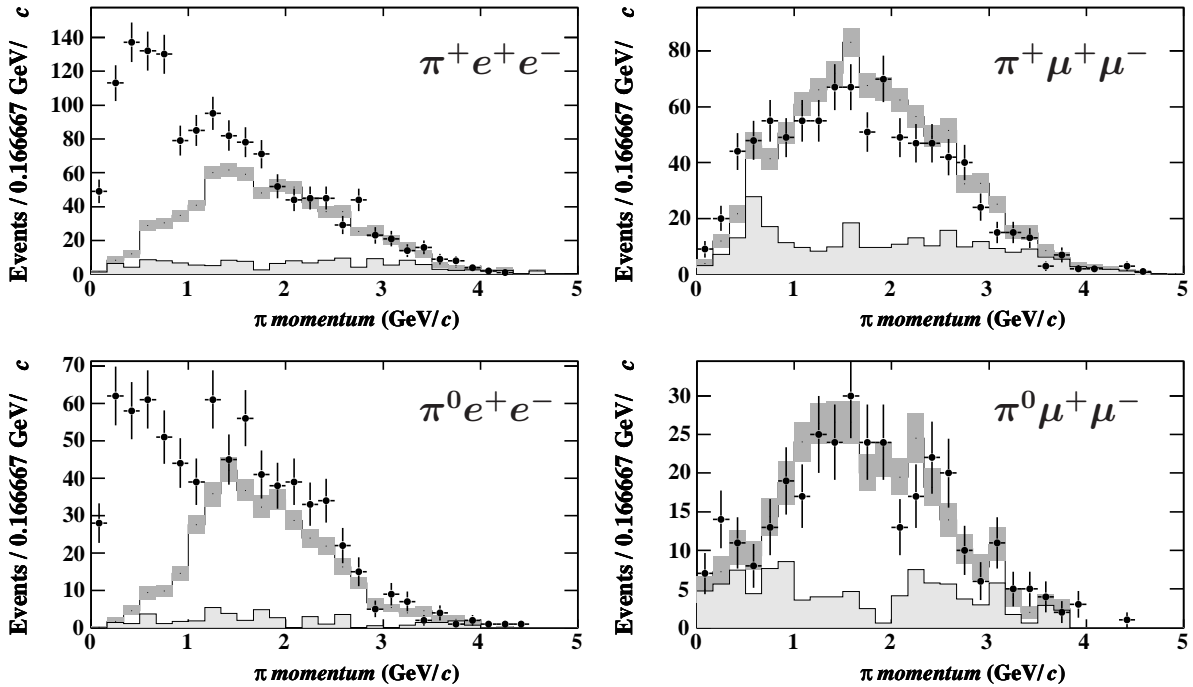 Events / 0.166667 GeV/ c
140
120
100
80
60
40
20
0
π⁺e⁺e⁻
0 1 2 3 4 5
π momentum (GeV/c)
Events / 0.166667 GeV/ c
80
60
40
20
0
π⁺μ⁺μ⁻
0 1 2 3 4 5
π momentum (GeV/c)
Events / 0.166667 GeV/ c
70
60
50
40
30
20
10
0
π⁰e⁺e⁻
0 1 2 3 4 5
π momentum (GeV/c)
Events / 0.166667 GeV/ c
30
25
20
15
10
5
0
π⁰μ⁺μ⁻
0 1 2 3 4 5
π momentum (GeV/c)